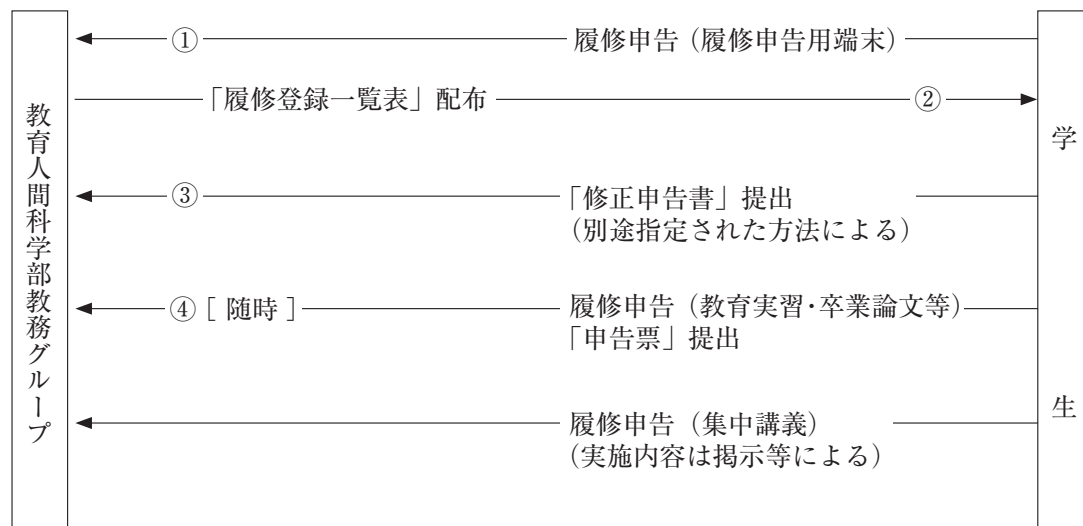 教育人間科学部教務グループ
① 履修申告（履修申告用端末）
「履修登録一覧表」配布 ②
③ 「修正申告書」提出
（別途指定された方法による）
④［ 随時 ］ 履修申告（教育実習・卒業論文等）
「申告票」提出
履修申告（集中講義）
（実施内容は掲示等による）
学生